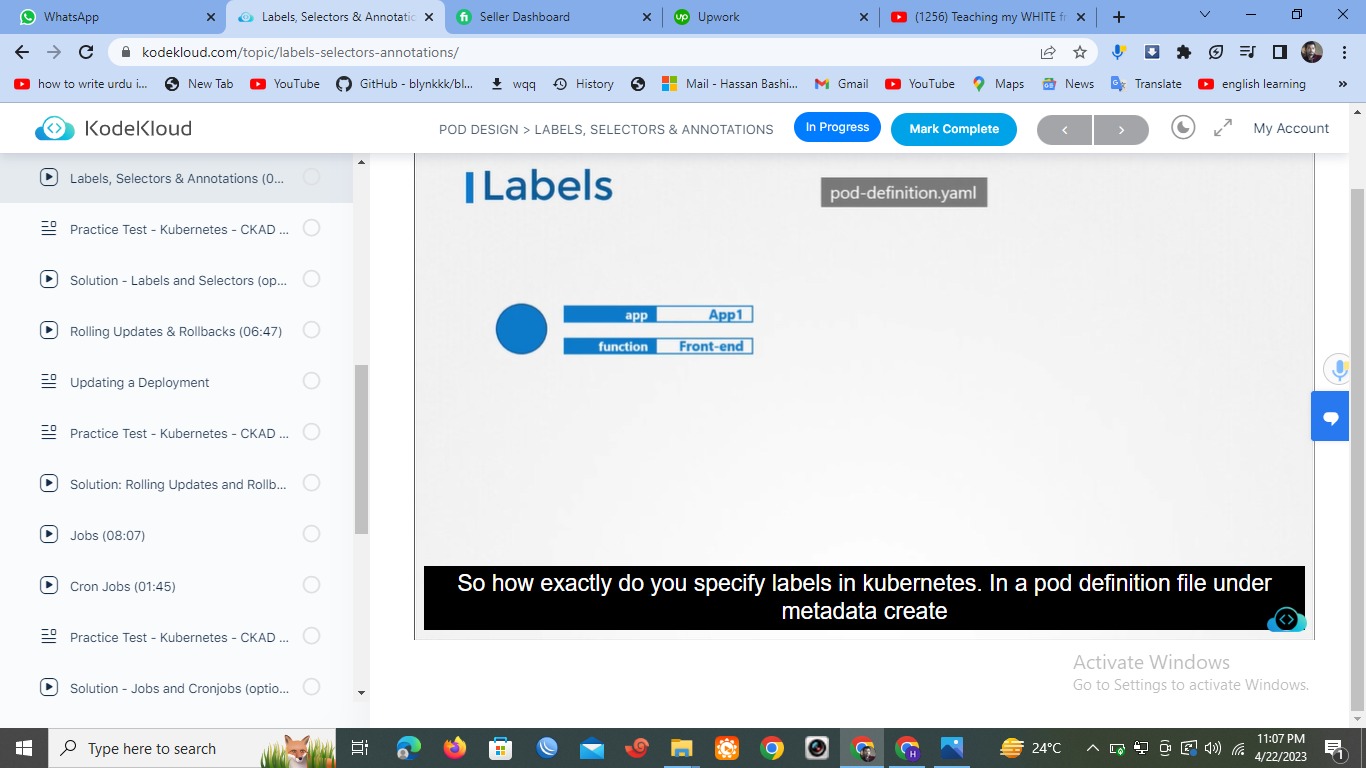 WhatsApp
Labels, Selectors & Annotatic
Seller Dashboard
Upwork
(1256) Teaching my WHITE fr
kodekloud.com/topic/labels-selectors-annotations/
how to write urdu i...
New Tab
YouTube
GitHub - blynkkk/bl...
wqq
History
Mail - Hassan Bashi...
Gmail
YouTube
Maps
News
Translate
english learning
»
KodeKloud
POD DESIGN > LABELS, SELECTORS & ANNOTATIONS
In Progress
Mark Complete
My Account
Labels, Selectors & Annotations (0...
Practice Test - Kubernetes - CKAD ...
Solution - Labels and Selectors (op...
Rolling Updates & Rollbacks (06:47)
Updating a Deployment
Practice Test - Kubernetes - CKAD ...
Solution: Rolling Updates and Rollb...
Jobs (08:07)
Cron Jobs (01:45)
Practice Test - Kubernetes - CKAD ...
Solution - Jobs and Cronjobs (optio...
Labels
pod-definition.yaml
app App1
function Front-end
So how exactly do you specify labels in kubernetes. In a pod definition file under
metadata create
Activate Windows
Go to Settings to activate Windows.
Type here to search
24°C
11:07 PM
4/22/2023
1